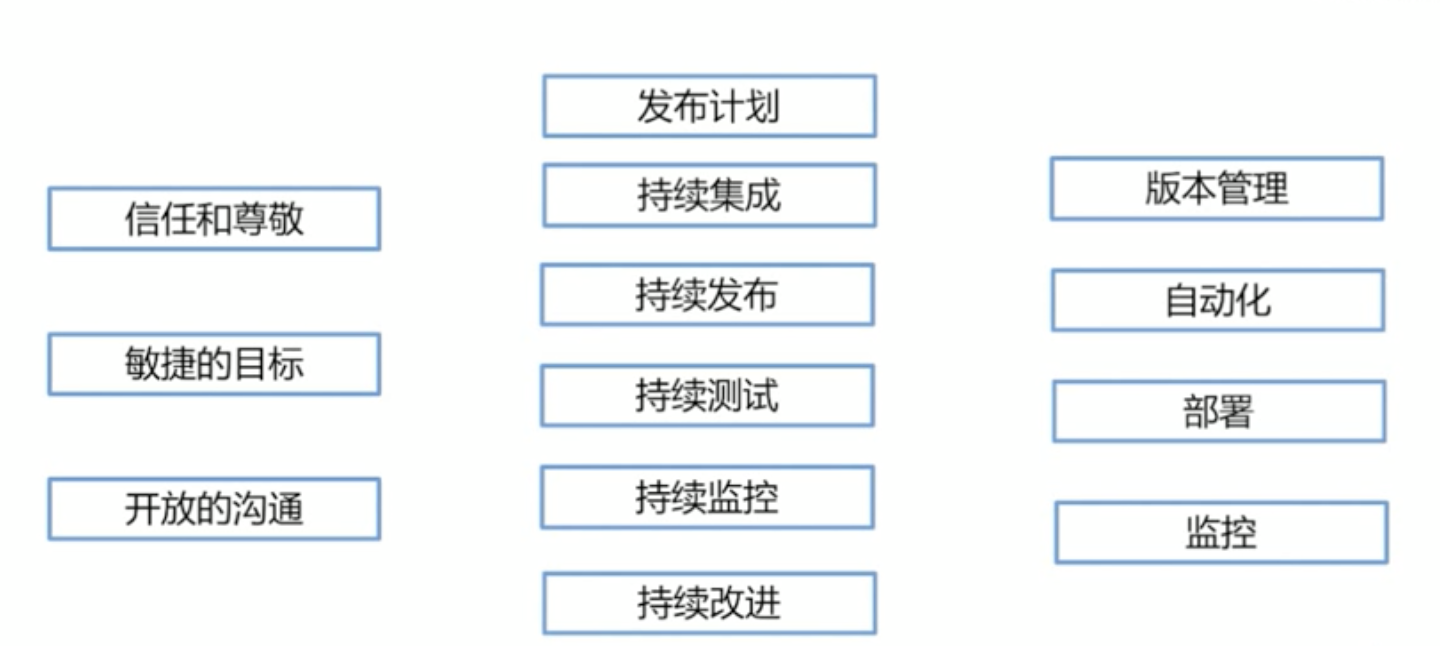 信任和尊敬
敏捷的目标
开放的沟通
发布计划
持续集成
持续发布
持续测试
持续监控
持续改进
版本管理
自动化
部署
监控